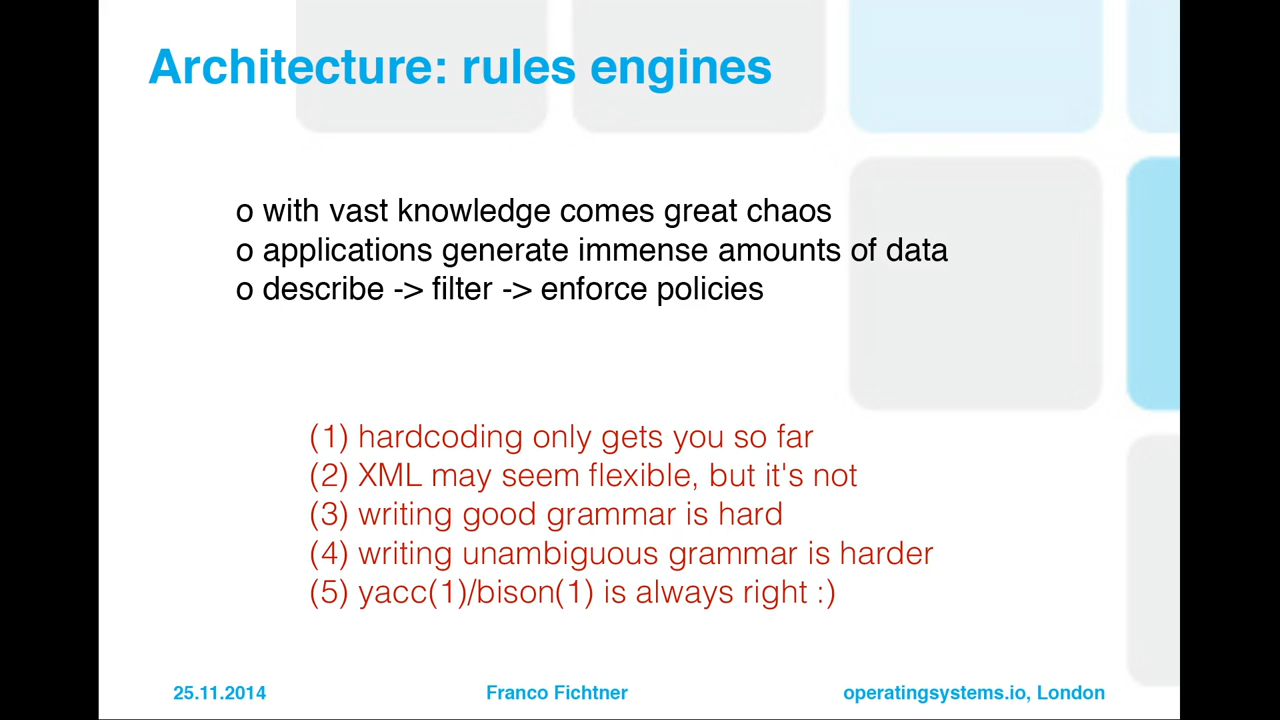 Architecture: rules engines
o with vast knowledge comes great chaos
o applications generate immense amounts of data
o describe -> filter -> enforce policies
(1) hardcoding only gets you so far
(2) XML may seem flexible, but it's not
(3) writing good grammar is hard
(4) writing unambiguous grammar is harder
(5) yacc(1)/bison(1) is always right :)
25.11.2014 Franco Fichtner operatingsystems.io, London